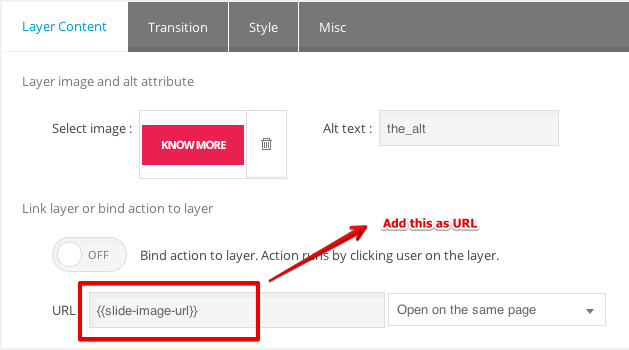 Layer Content Transition Style Misc
Layer image and alt attribute
Select image : KNOW MORE Alt text : the_alt
Link layer or bind action to layer
Add this as URL
OFF Bind action to layer. Action runs by clicking user on the layer.
URL {{slide-image-url}} Open on the same page